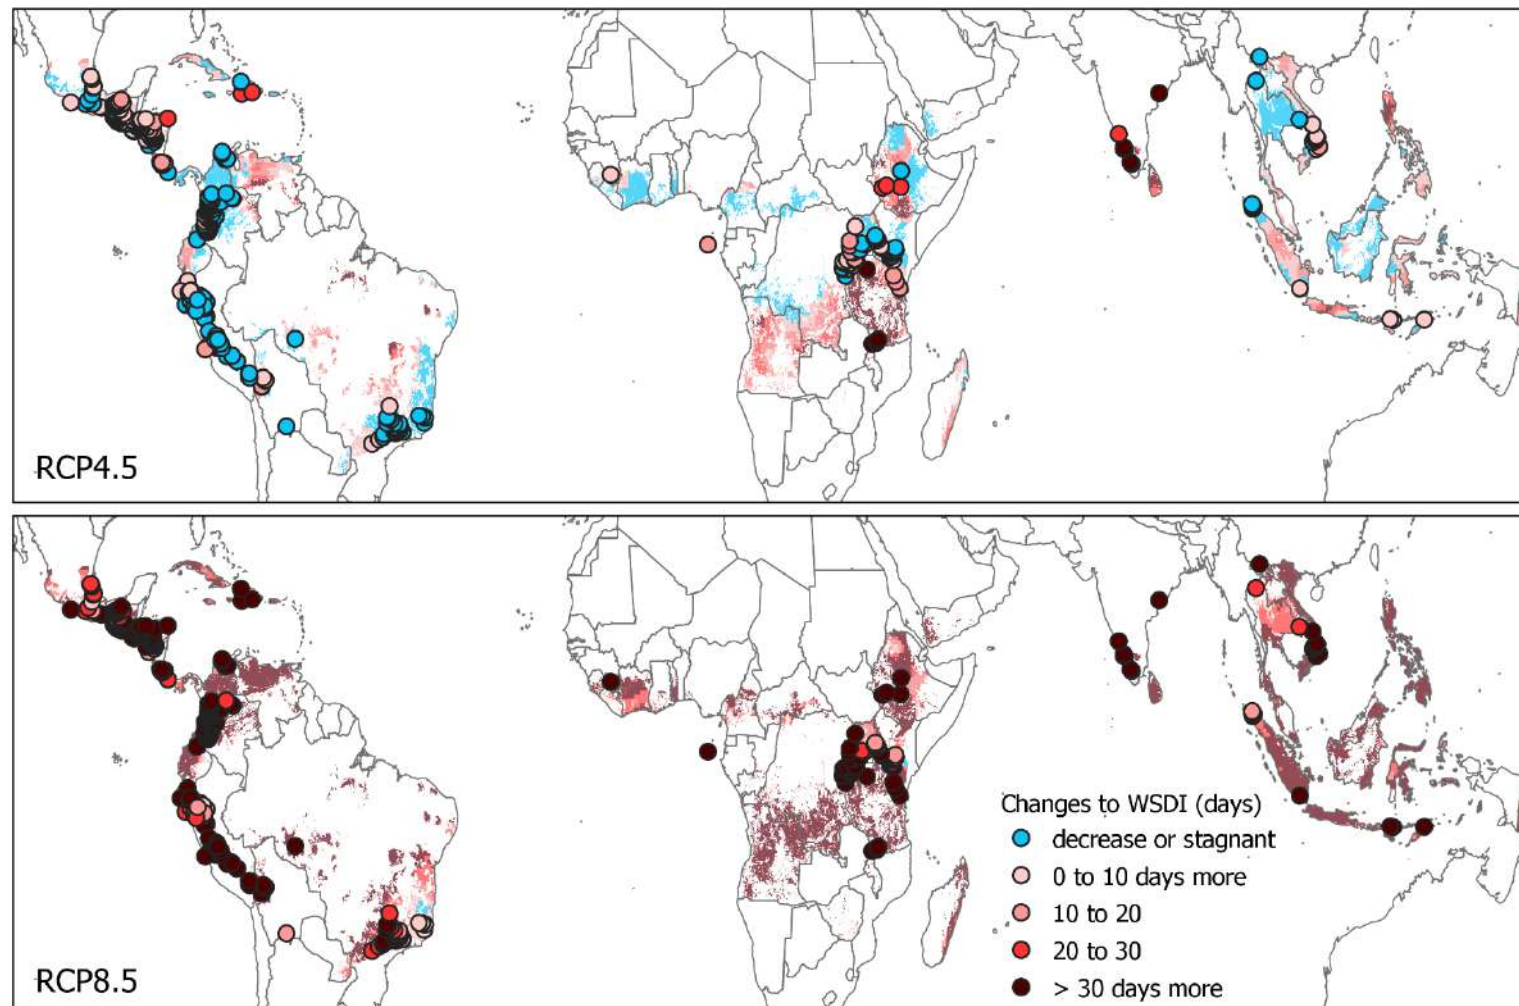 RCP4.5
Changes to WSDI (days)
decrease or stagnant
0 to 10 days more
10 to 20
20 to 30
> 30 days more
RCP8.5